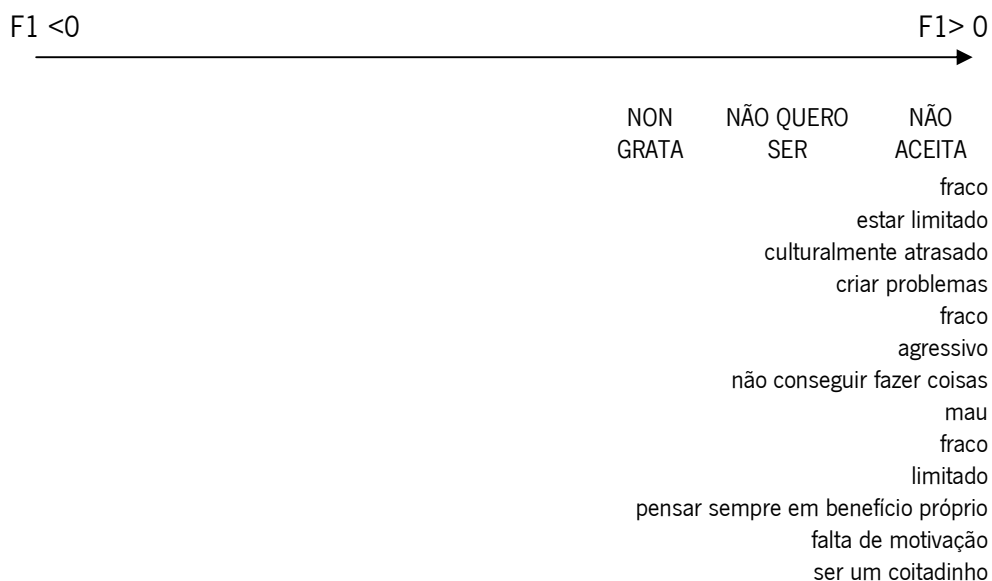 F1 <0 F1> 0
NON NÃO QUERO NÃO
GRATA SER ACEITA
fraco
estar limitado
culturalmente atrasado
criar problemas
fraco
agressivo
não conseguir fazer coisas
mau
fraco
limitado
pensar sempre em benefício próprio
falta de motivação
ser um coitadinho